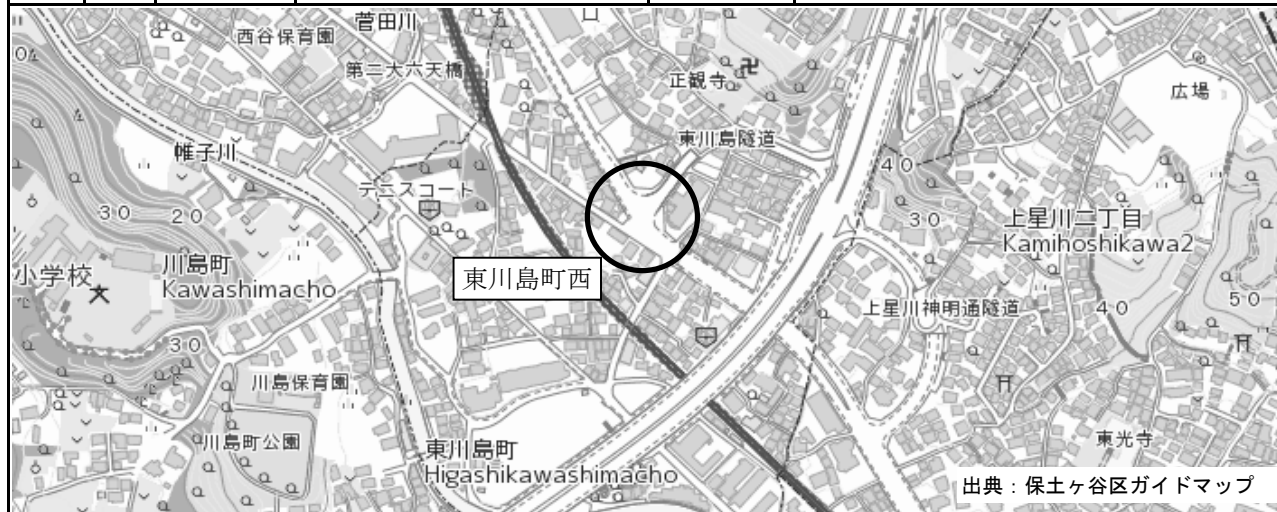 菅田川
西谷保育園
第二大六天橋
正観寺
広場
東川島隧道
帷子川
テニスコート
40
40
30
30
20
上星川二丁目
Kamihoshikawa2
川島町
Kawashimacho
小学校
東川島町西
上星川神明通隧道
40
50
30
川島保育園
川島町公園
東川島町
Higashikawashimacho
東光寺
出典：保土ヶ谷区ガイドマップ